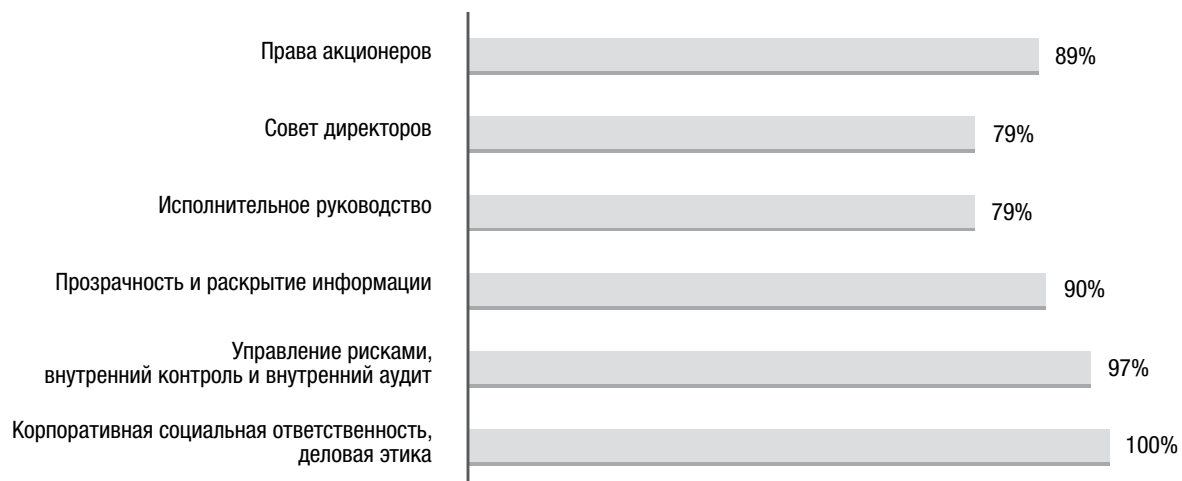 Права акционеров
89%
Совет директоров
79%
Исполнительное руководство
79%
Прозрачность и раскрытие информации
90%
Управление рисками,
внутренний контроль и внутренний аудит
97%
Корпоративная социальная ответственность,
деловая этика
100%